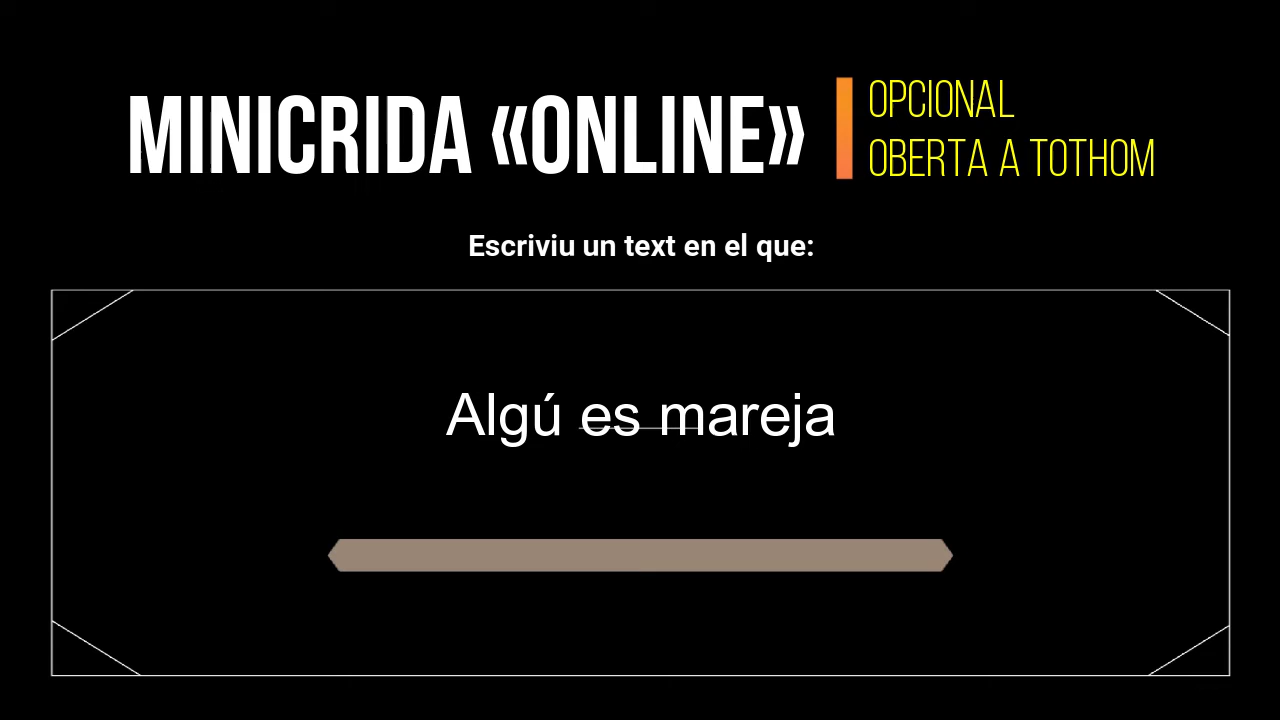 MINICRIDA «ONLINE»
OPCIONAL
OBERTA A TOTHOM
Escriviu un text en el que:
Algú es mareja